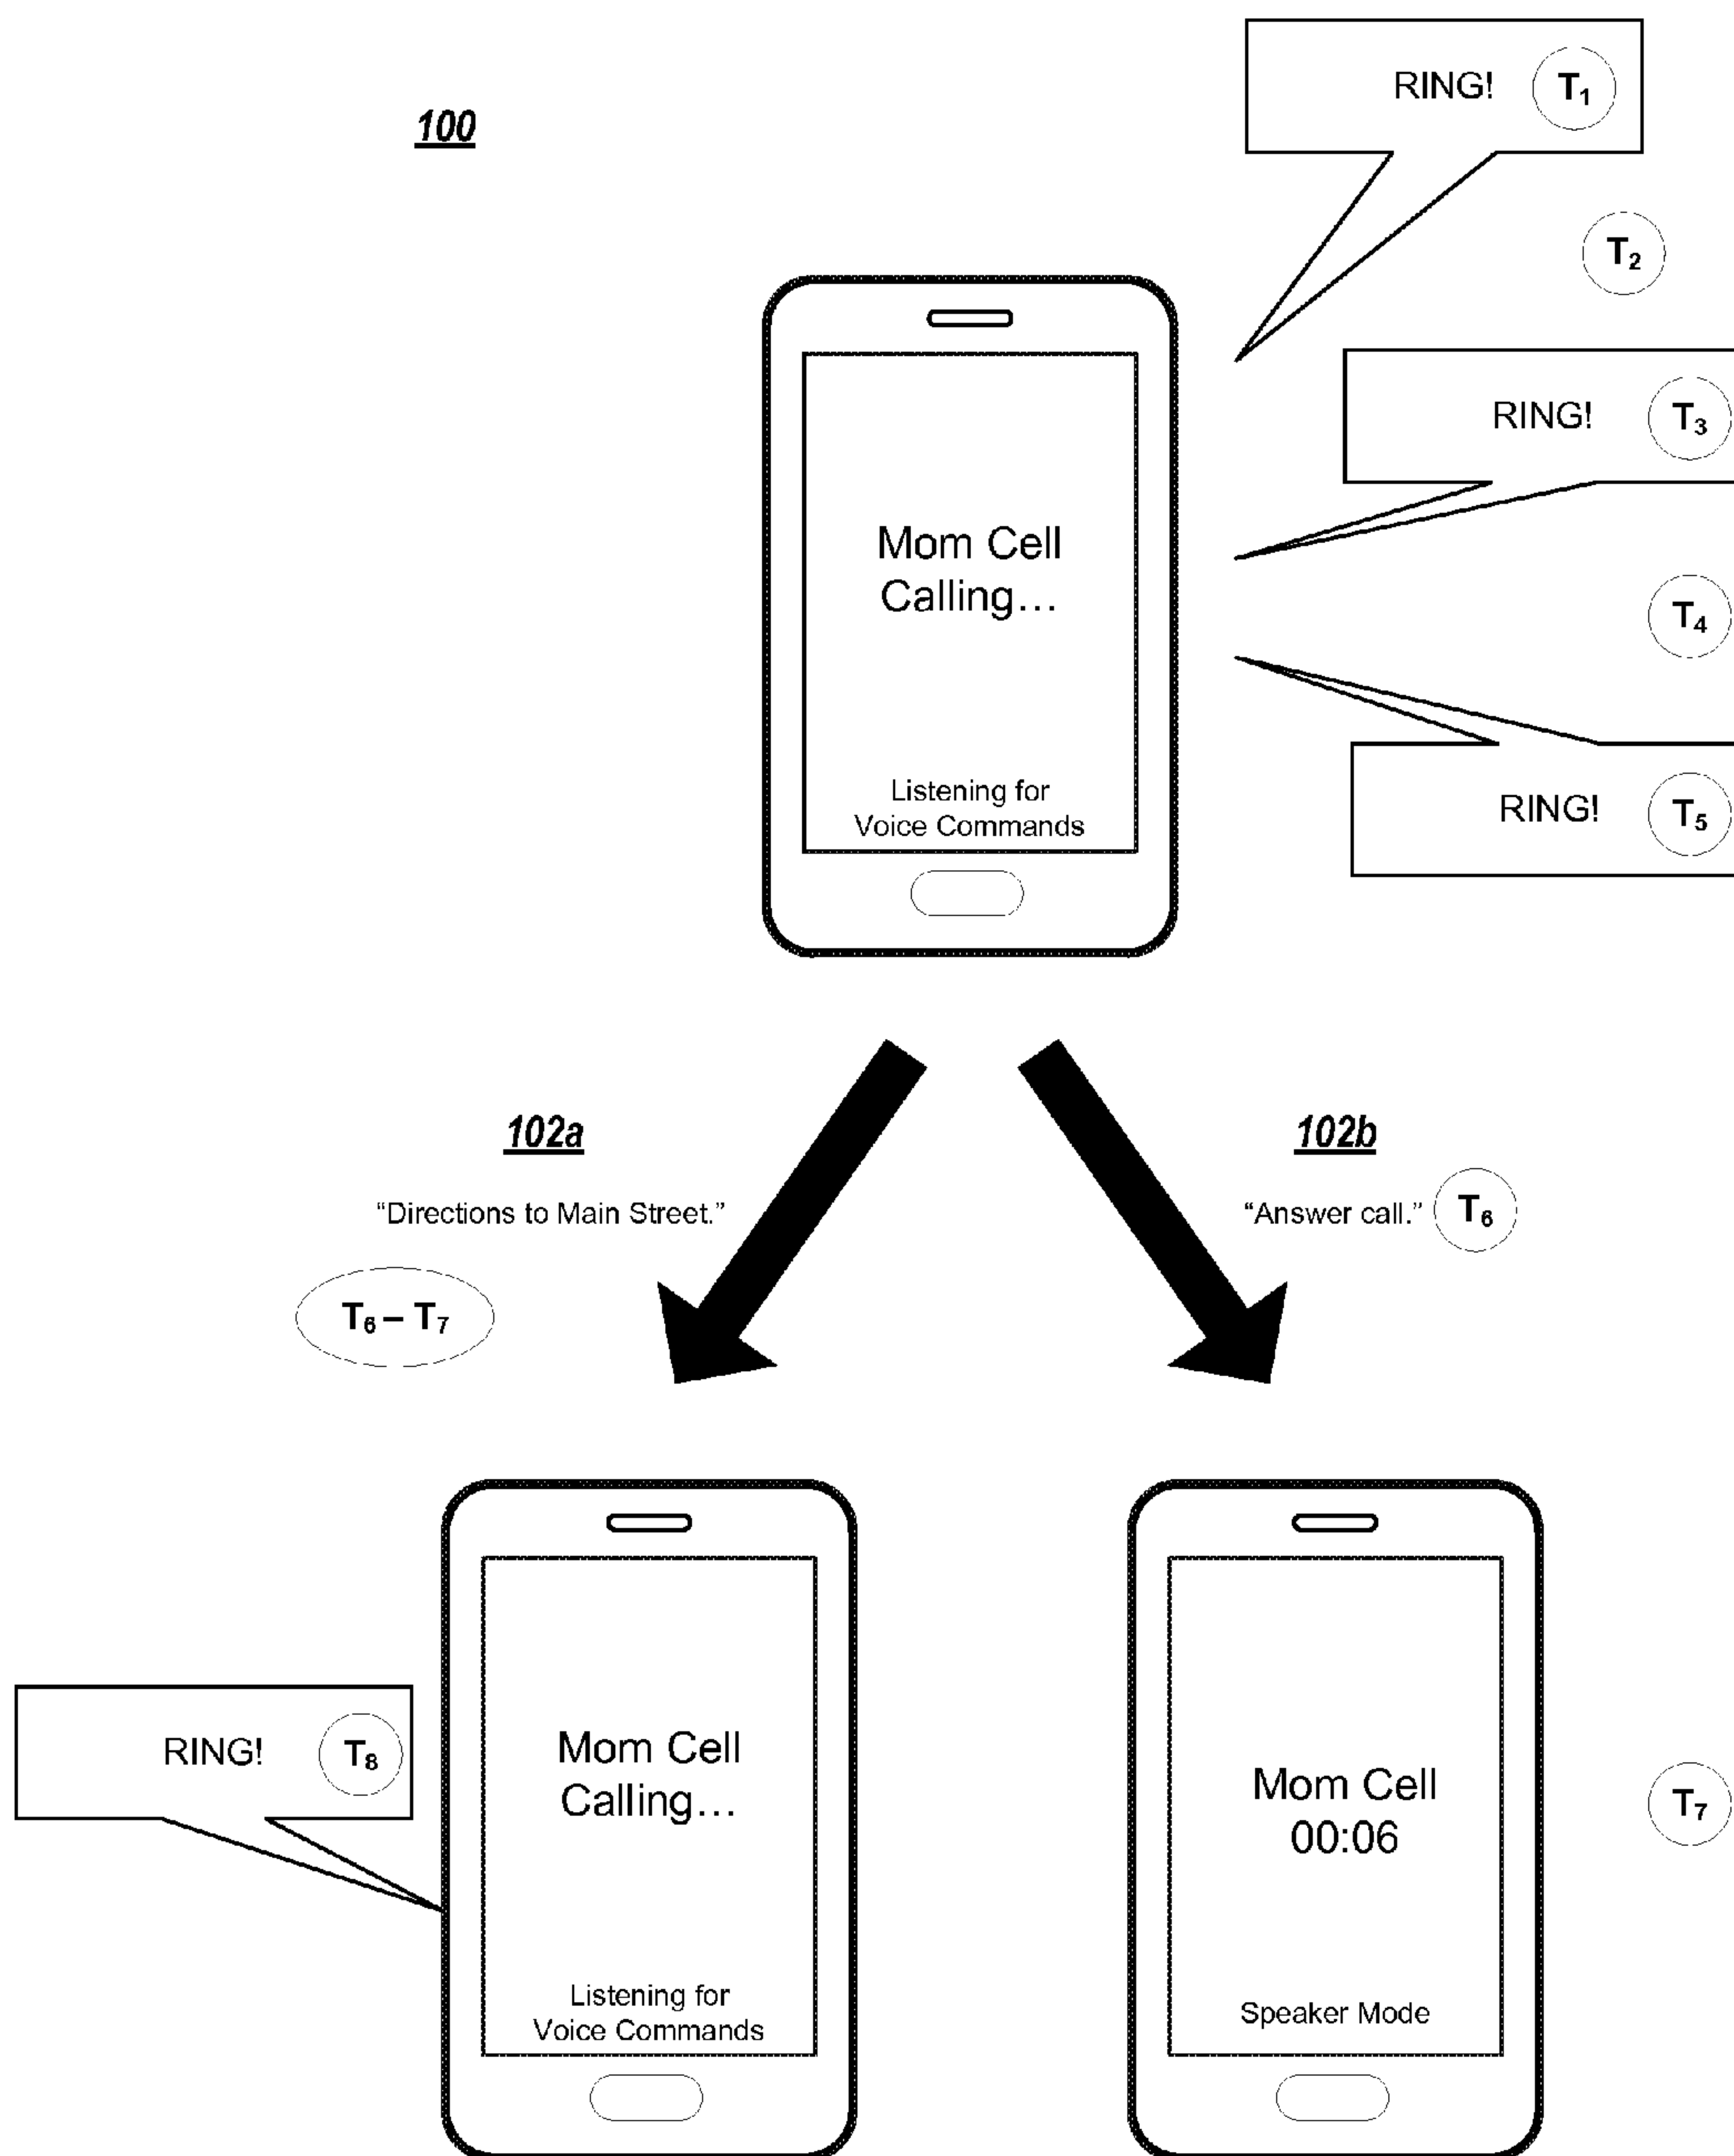 100
RING! T1
T2
RING! T3
Mom Cell
Calling…
T4
Listening for
Voice Commands
RING! T5
102a
“Directions to Main Street.”
T6 – T7
102b
“Answer call.” T6
RING! T8
Mom Cell
Calling…
Listening for
Voice Commands
Mom Cell
00:06
Speaker Mode
T7